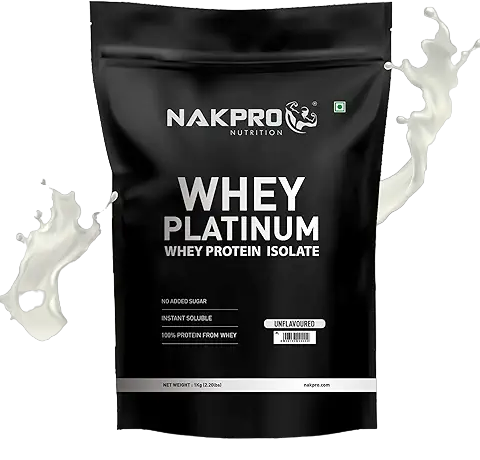 NAKPRO
NUTRITION
WHEY
PLATINUM
WHEY PROTEIN ISOLATE
NO ADDED SUGAR
INSTANT SOLUBLE
100% PROTEIN FROM WHEY
UNFLAVOURED
NET WEIGHT : 1Kg (2.20lbs)
nakpro.com